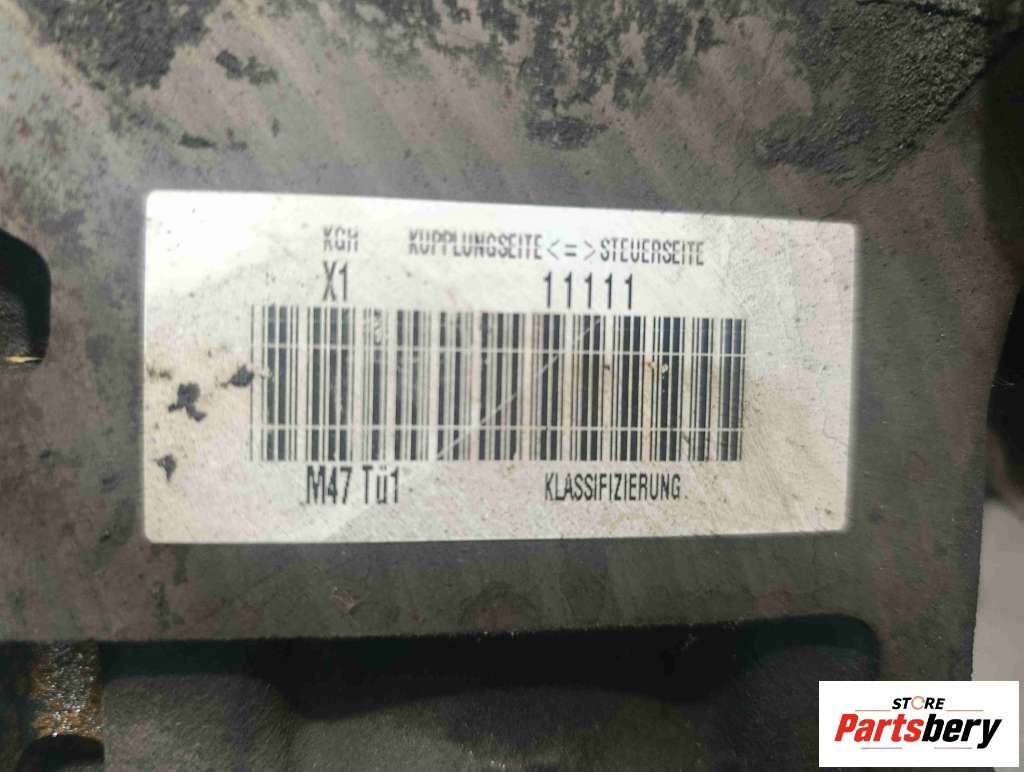 KGH KUPPLUNGSEITE <=> STEUERSEITE
X1 11111
M47 Tü1 KLASSIFIZIERUNG.
STORE
Partsbery